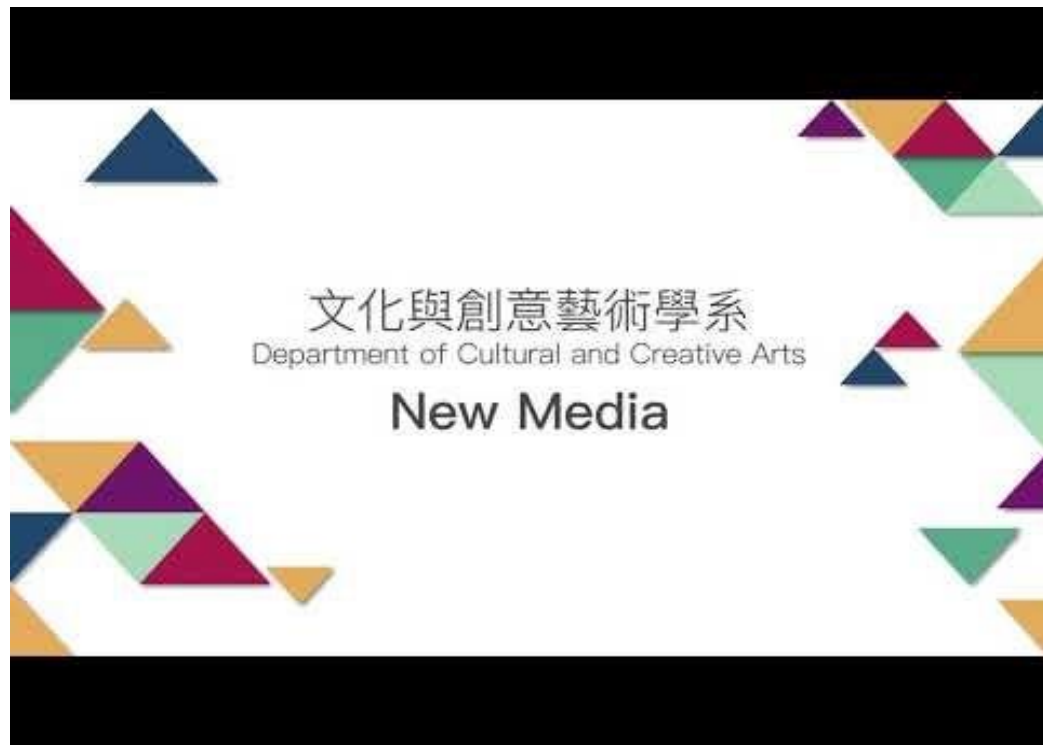 文化與創意藝術學系
Department of Cultural and Creative Arts
New Media